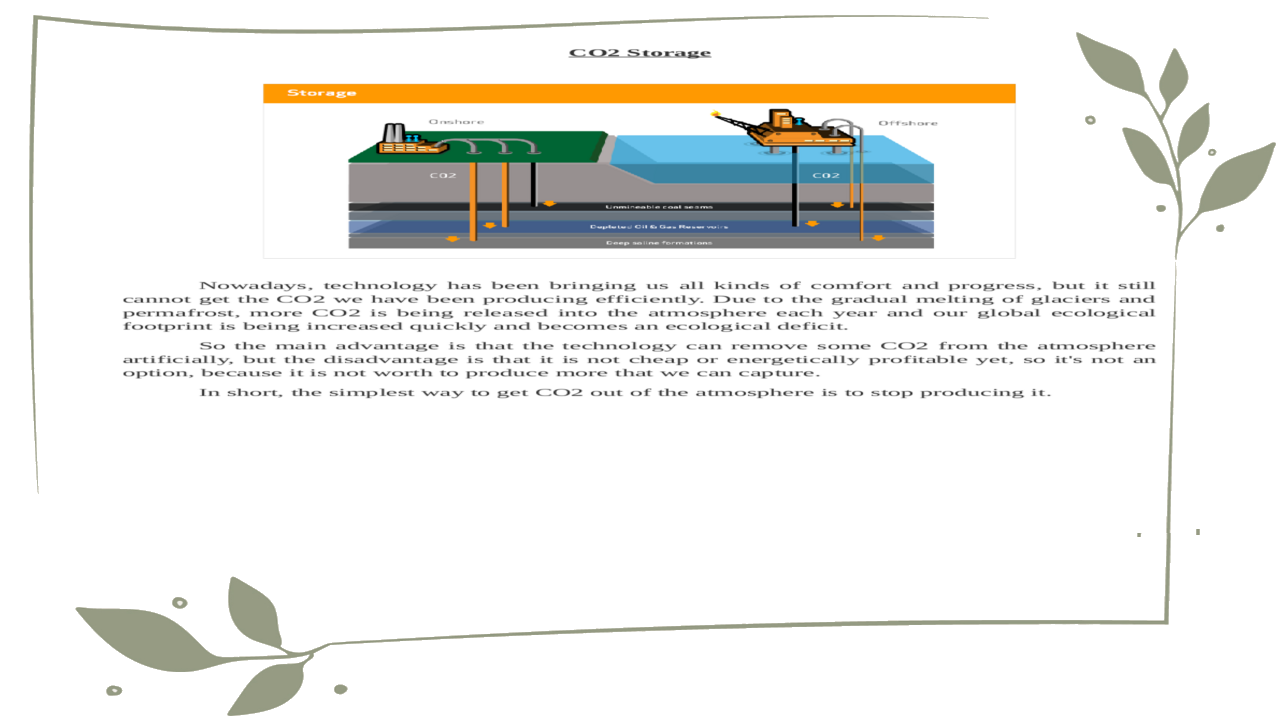 CO2 Storage
Storage
Onshore
Offshore
CO2
CO2
Unmineable coal seams
Depleted Oil & Gas Reservoirs
Deep saline formations
Nowadays, technology has been bringing us all kinds of comfort and progress, but it still
cannot get the CO2 we have been producing efficiently. Due to the gradual melting of glaciers and
permafrost, more CO2 is being released into the atmosphere each year and our global ecological
footprint is being increased quickly and becomes an ecological deficit.
So the main advantage is that the technology can remove some CO2 from the atmosphere
artificially, but the disadvantage is that it is not cheap or energetically profitable yet, so it's not an
option, because it is not worth to produce more that we can capture.
In short, the simplest way to get CO2 out of the atmosphere is to stop producing it.